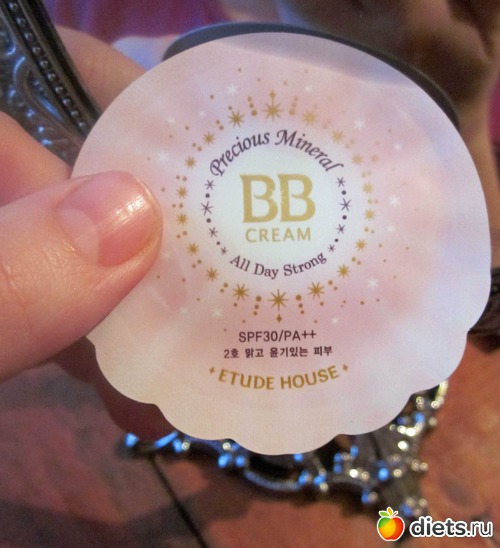 Precious Mineral
BB
CREAM
All Day Strong
SPF30/PA++
2호 맑고 윤기있는 피부
ETUDE HOUSE
diets.ru